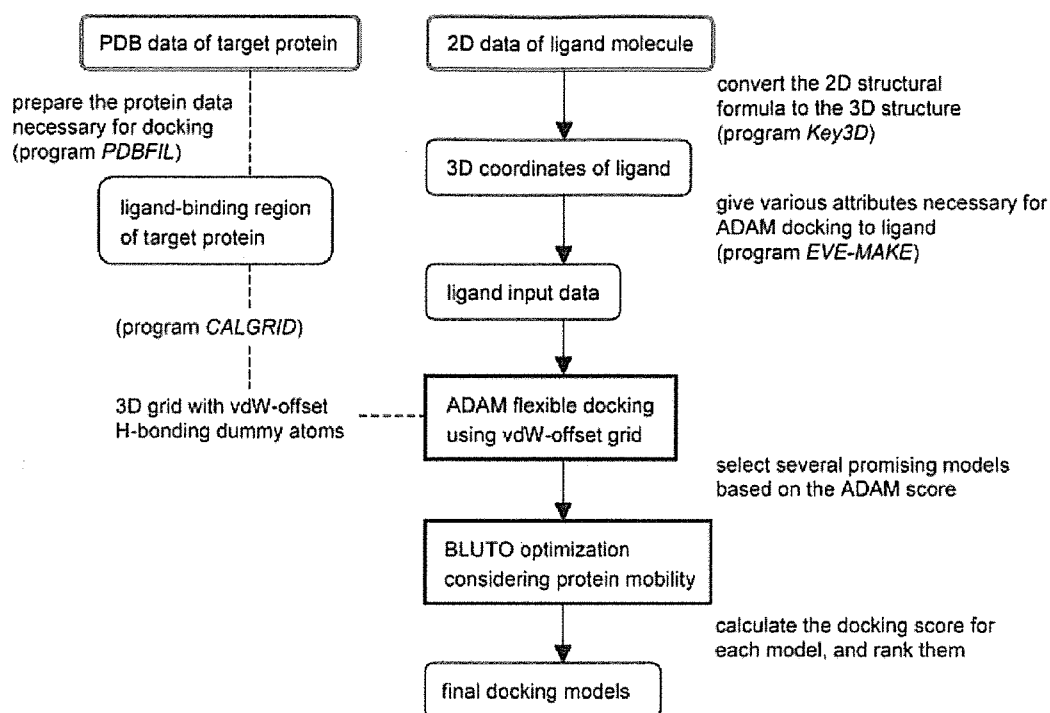 PDB data of target protein
2D data of ligand molecule
prepare the protein data
necessary for docking
(program PDBFIL)
convert the 2D structural
formula to the 3D structure
(program Key3D)
3D coordinates of ligand
ligand-binding region
of target protein
give various attributes necessary for
ADAM docking to ligand
(program EVE-MAKE)
ligand input data
(program CALGRID)
3D grid with vdW-offset
H-bonding dummy atoms
ADAM flexible docking
using vdW-offset grid
select several promising models
based on the ADAM score
BLUTO optimization
considering protein mobility
calculate the docking score for
each model, and rank them
final docking models